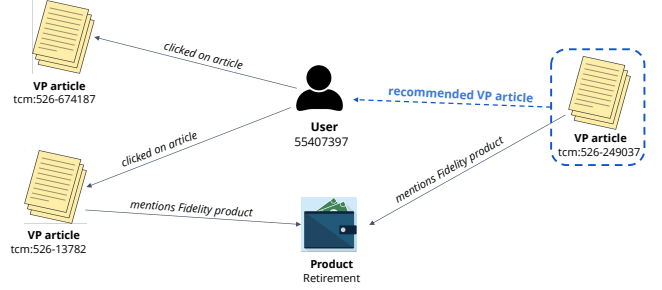 clicked on article
VP article
tcm:526-674187
recommended VP article
User
55407397
VP article
tcm:526-249037
clicked on article
mentions Fidelity product
mentions Fidelity product
VP article
tcm:526-13782
Product
Retirement